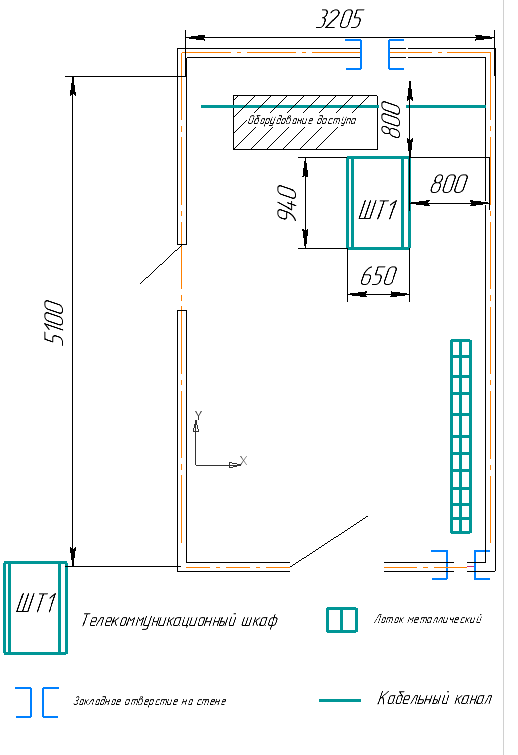 3205
Оборудование доступа
800
ШТ1
940
800
650
5100
Y
X
ШТ1
Телекоммуникационный шкаф
Лоток металлический
Закладное отверстие на стене
Кабельный канал